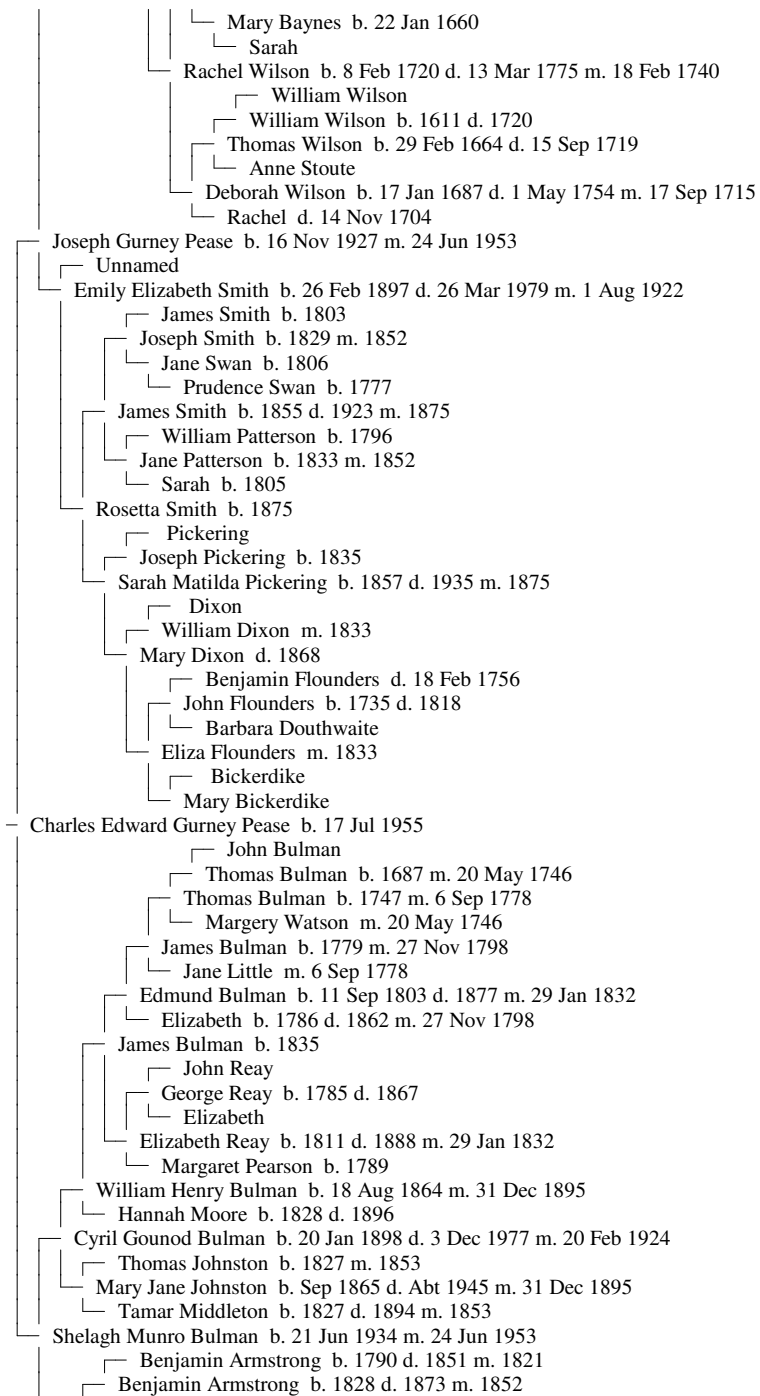 Mary Baynes b. 22 Jan 1660
Sarah
Rachel Wilson b. 8 Feb 1720 d. 13 Mar 1775 m. 18 Feb 1740
William Wilson
William Wilson b. 1611 d. 1720
Thomas Wilson b. 29 Feb 1664 d. 15 Sep 1719
Anne Stoute
Deborah Wilson b. 17 Jan 1687 d. 1 May 1754 m. 17 Sep 1715
Rachel d. 14 Nov 1704
Joseph Gurney Pease b. 16 Nov 1927 m. 24 Jun 1953
Unnamed
Emily Elizabeth Smith b. 26 Feb 1897 d. 26 Mar 1979 m. 1 Aug 1922
James Smith b. 1803
Joseph Smith b. 1829 m. 1852
Jane Swan b. 1806
Prudence Swan b. 1777
James Smith b. 1855 d. 1923 m. 1875
William Patterson b. 1796
Jane Patterson b. 1833 m. 1852
Sarah b. 1805
Rosetta Smith b. 1875
Pickering
Joseph Pickering b. 1835
Sarah Matilda Pickering b. 1857 d. 1935 m. 1875
Dixon
William Dixon m. 1833
Mary Dixon d. 1868
Benjamin Flounders d. 18 Feb 1756
John Flounders b. 1735 d. 1818
Barbara Douthwaite
Eliza Flounders m. 1833
Bickerdike
Mary Bickerdike
Charles Edward Gurney Pease b. 17 Jul 1955
John Bulman
Thomas Bulman b. 1687 m. 20 May 1746
Thomas Bulman b. 1747 m. 6 Sep 1778
Margery Watson m. 20 May 1746
James Bulman b. 1779 m. 27 Nov 1798
Jane Little m. 6 Sep 1778
Edmund Bulman b. 11 Sep 1803 d. 1877 m. 29 Jan 1832
Elizabeth b. 1786 d. 1862 m. 27 Nov 1798
James Bulman b. 1835
John Reay
George Reay b. 1785 d. 1867
Elizabeth
Elizabeth Reay b. 1811 d. 1888 m. 29 Jan 1832
Margaret Pearson b. 1789
William Henry Bulman b. 18 Aug 1864 m. 31 Dec 1895
Hannah Moore b. 1828 d. 1896
Cyril Gounod Bulman b. 20 Jan 1898 d. 3 Dec 1977 m. 20 Feb 1924
Thomas Johnston b. 1827 m. 1853
Mary Jane Johnston b. Sep 1865 d. Abt 1945 m. 31 Dec 1895
Tamar Middleton b. 1827 d. 1894 m. 1853
Shelagh Munro Bulman b. 21 Jun 1934 m. 24 Jun 1953
Benjamin Armstrong b. 1790 d. 1851 m. 1821
Benjamin Armstrong b. 1828 d. 1873 m. 1852